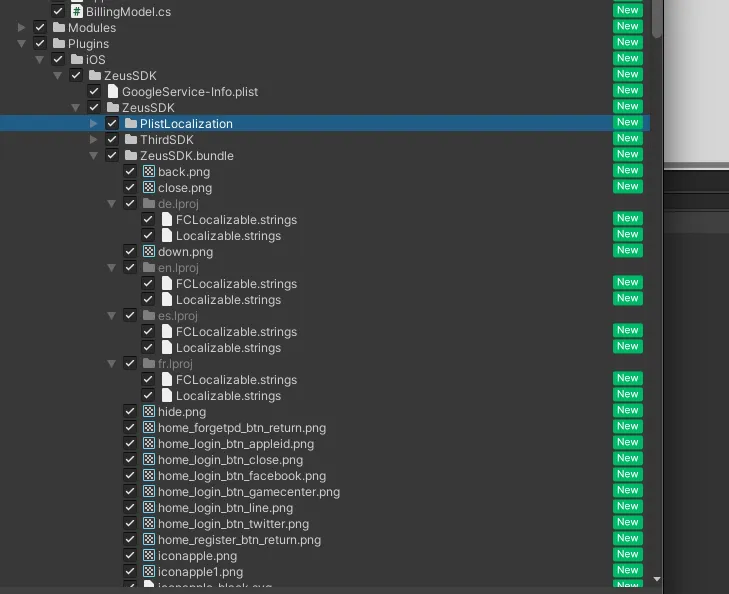 BillingModel.cs New
Modules New
Plugins New
iOS New
ZeusSDK New
GoogleService-Info.plist New
ZeusSDK New
PlistLocalization New
ThirdSDK New
ZeusSDK.bundle New
back.png New
close.png New
de.lproj
FCLocalizable.strings New
Localizable.strings New
down.png New
en.lproj
FCLocalizable.strings New
Localizable.strings New
es.lproj
FCLocalizable.strings New
Localizable.strings New
fr.lproj
FCLocalizable.strings New
Localizable.strings New
hide.png New
home_forgetpd_btn_return.png New
home_login_btn_appleid.png New
home_login_btn_close.png New
home_login_btn_facebook.png New
home_login_btn_gamecenter.png New
home_login_btn_line.png New
home_login_btn_twitter.png New
home_register_btn_return.png New
iconapple.png New
iconapple1.png New
New